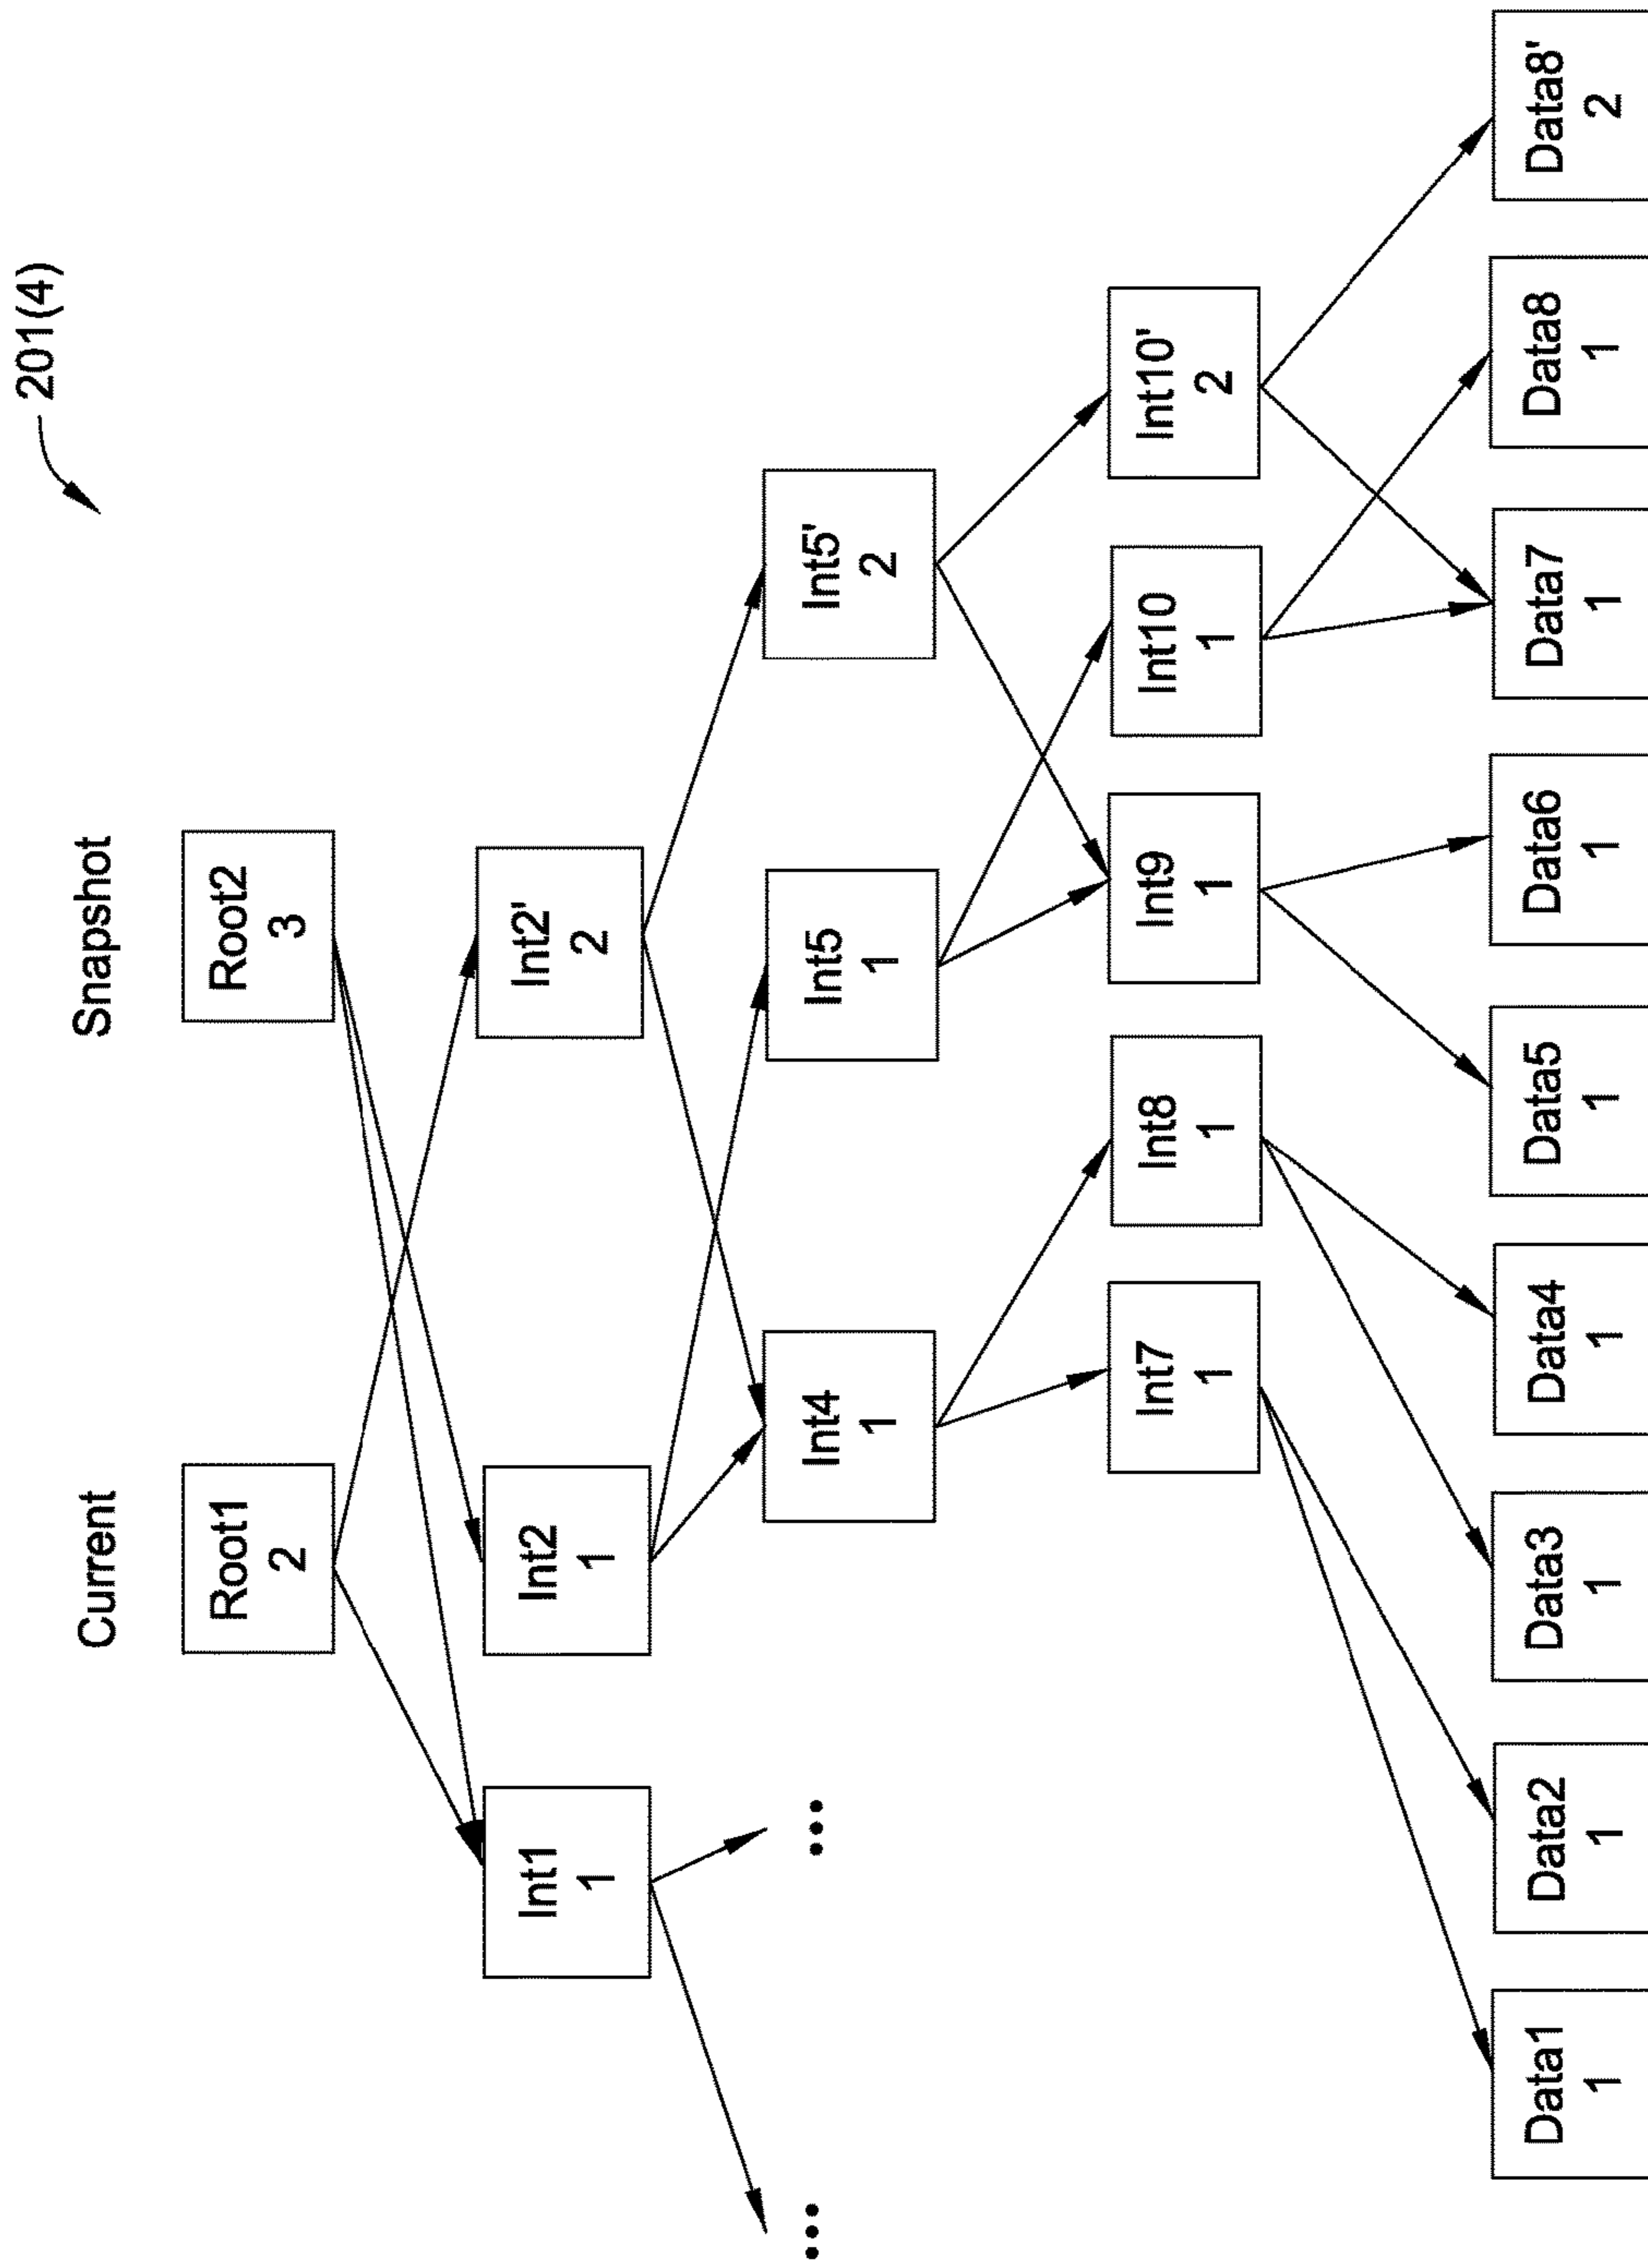 201(4)
Current
Snapshot
Root1
2
Root2
3
Int1
1
Int2
1
Int2'
2
...
...
Int4
1
Int5
1
Int5'
2
Int7
1
Int8
1
Int9
1
Int10
1
Int10'
2
Data1
1
Data2
1
Data3
1
Data4
1
Data5
1
Data6
1
Data7
1
Data8
1
Data8'
2